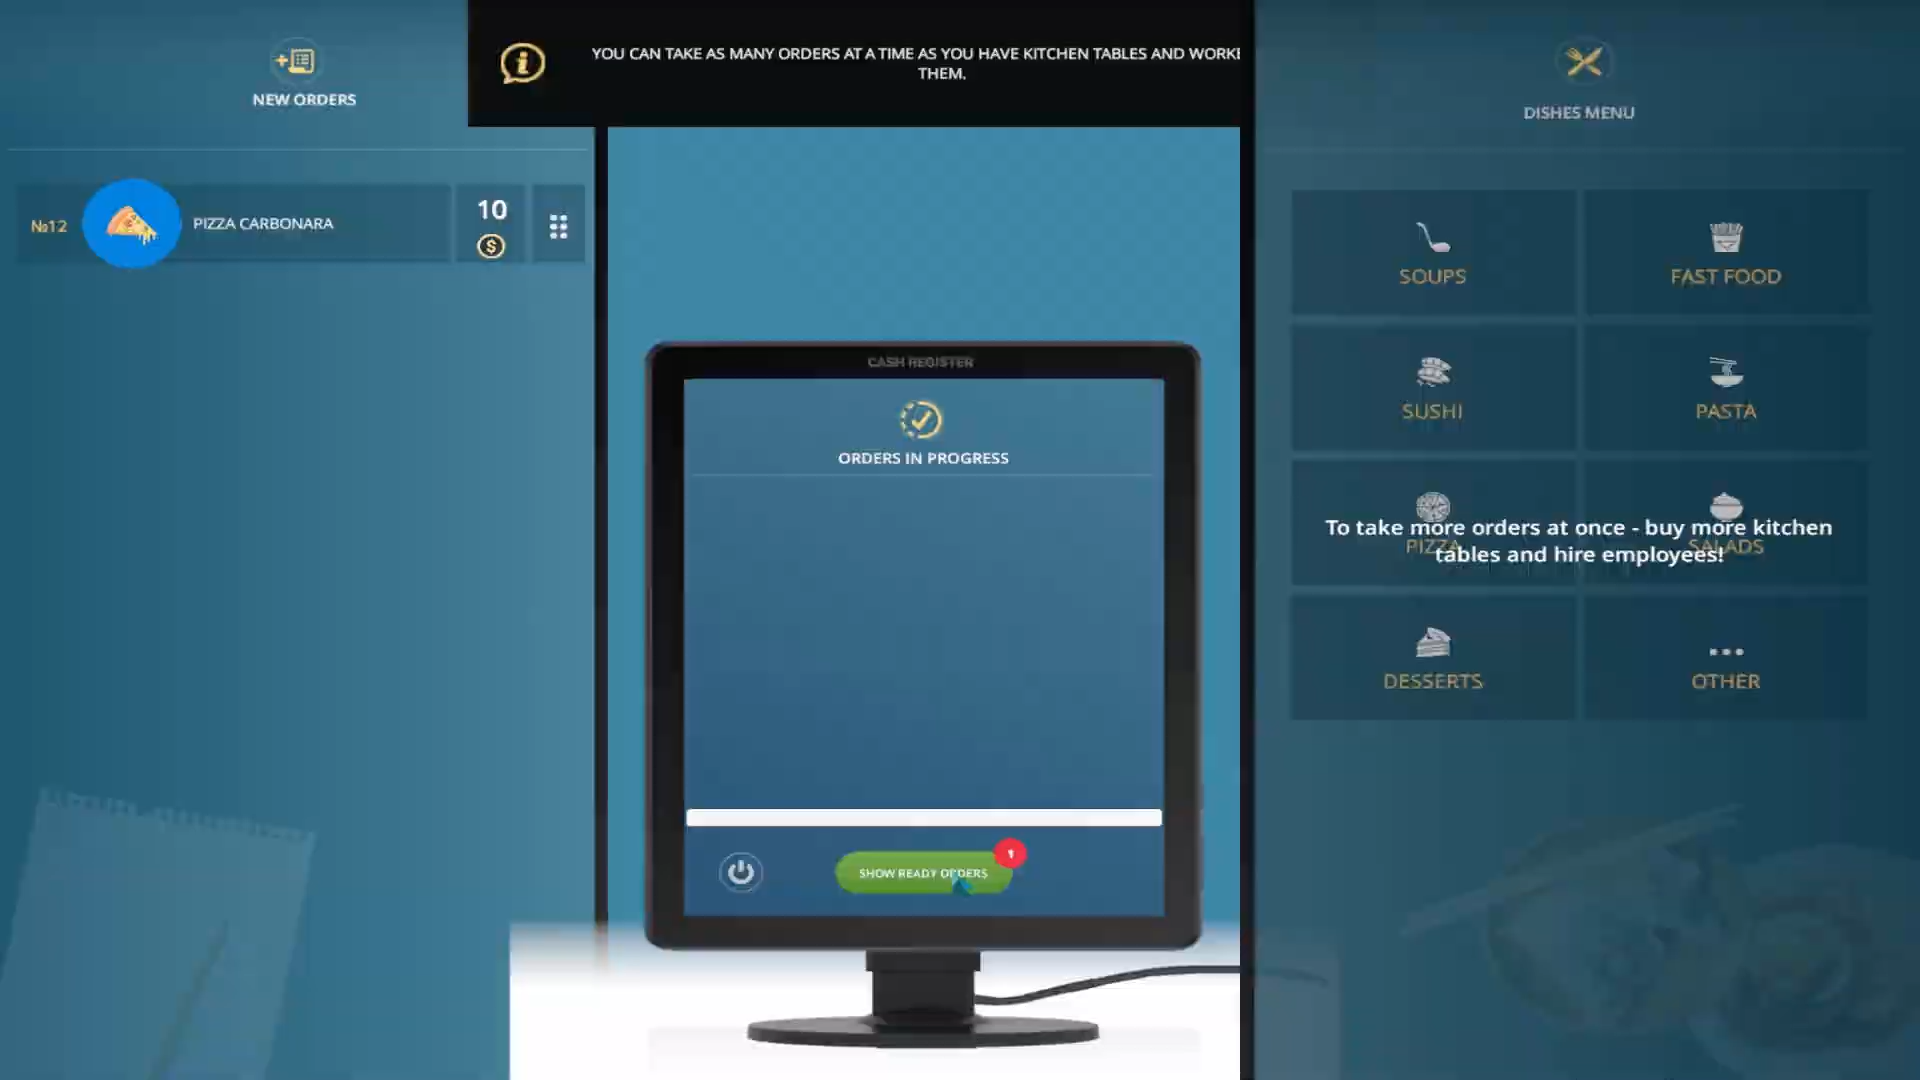 NEW ORDERS
№12
PIZZA CARBONARA
10
$
YOU CAN TAKE AS MANY ORDERS AT A TIME AS YOU HAVE KITCHEN TABLES AND WORKE
THEM.
CASH REGISTER
ORDERS IN PROGRESS
SHOW READY ORDERS
1
DISHES MENU
SOUPS
FAST FOOD
SUSHI
PASTA
PIZZA
SALADS
To take more orders at once - buy more kitchen
tables and hire employees!
DESSERTS
OTHER